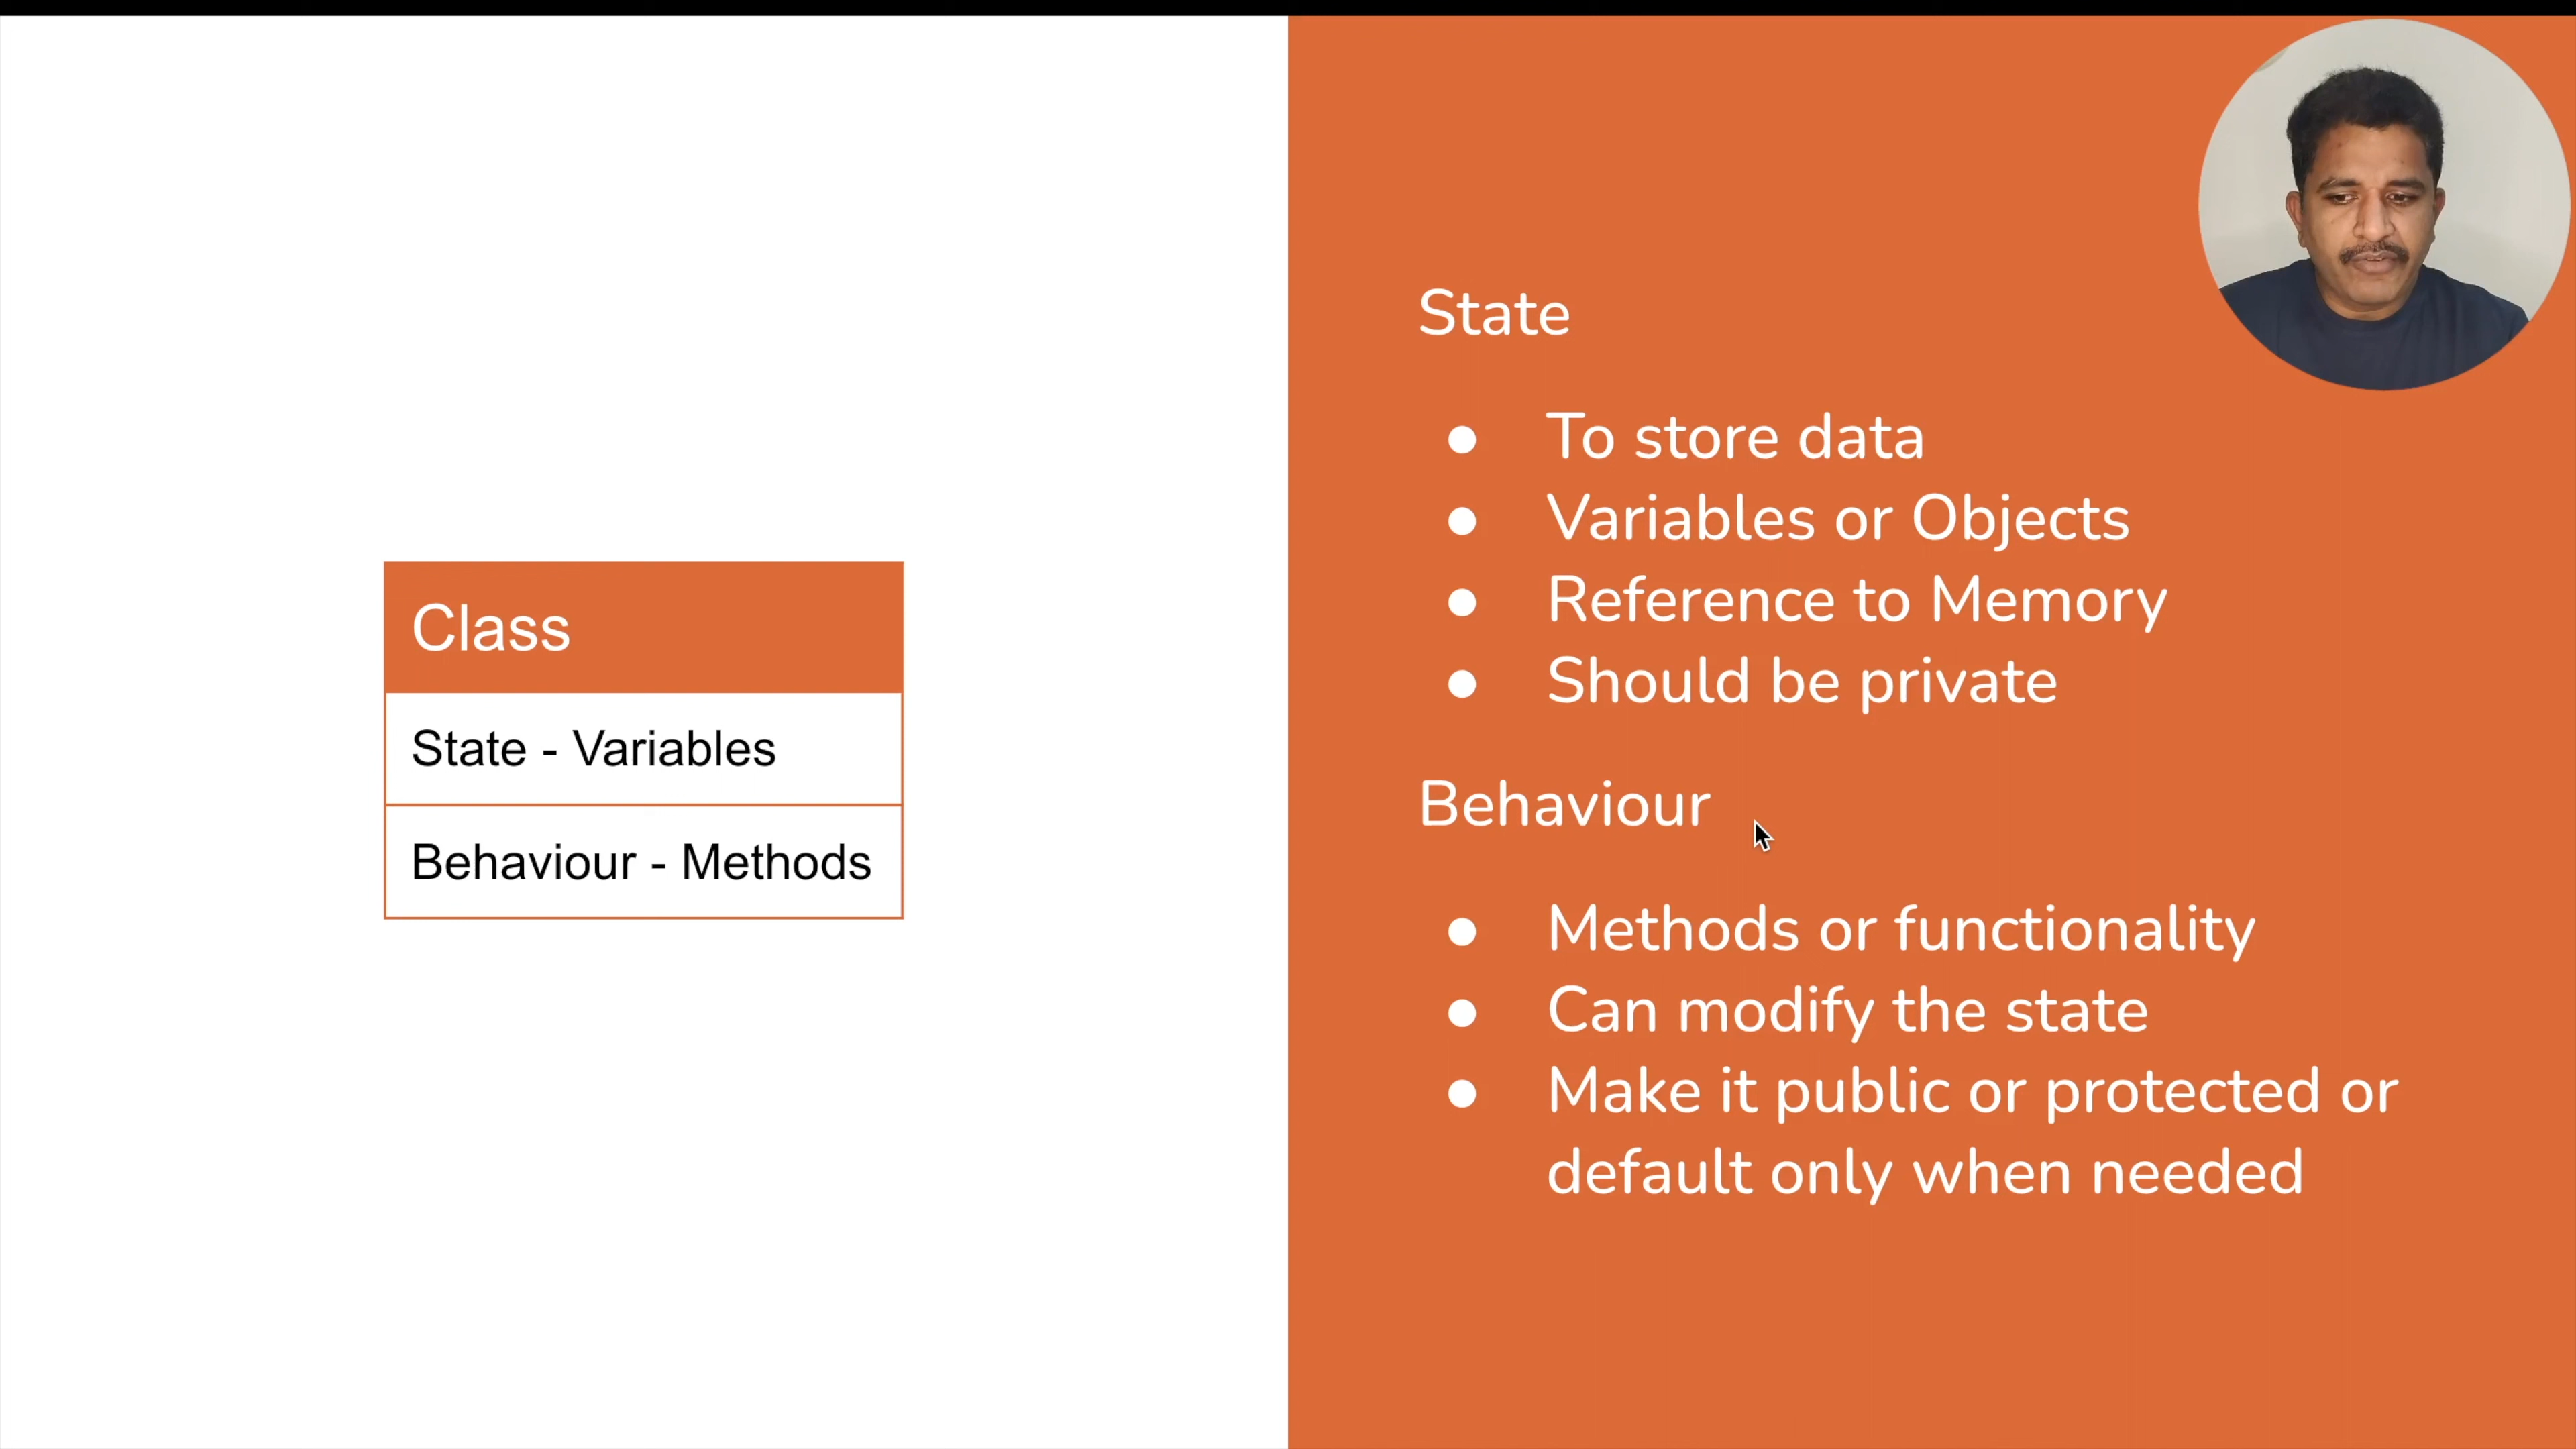 Class
State - Variables
Behaviour - Methods
State
● To store data
● Variables or Objects
● Reference to Memory
● Should be private
Behaviour
● Methods or functionality
● Can modify the state
● Make it public or protected or
default only when needed